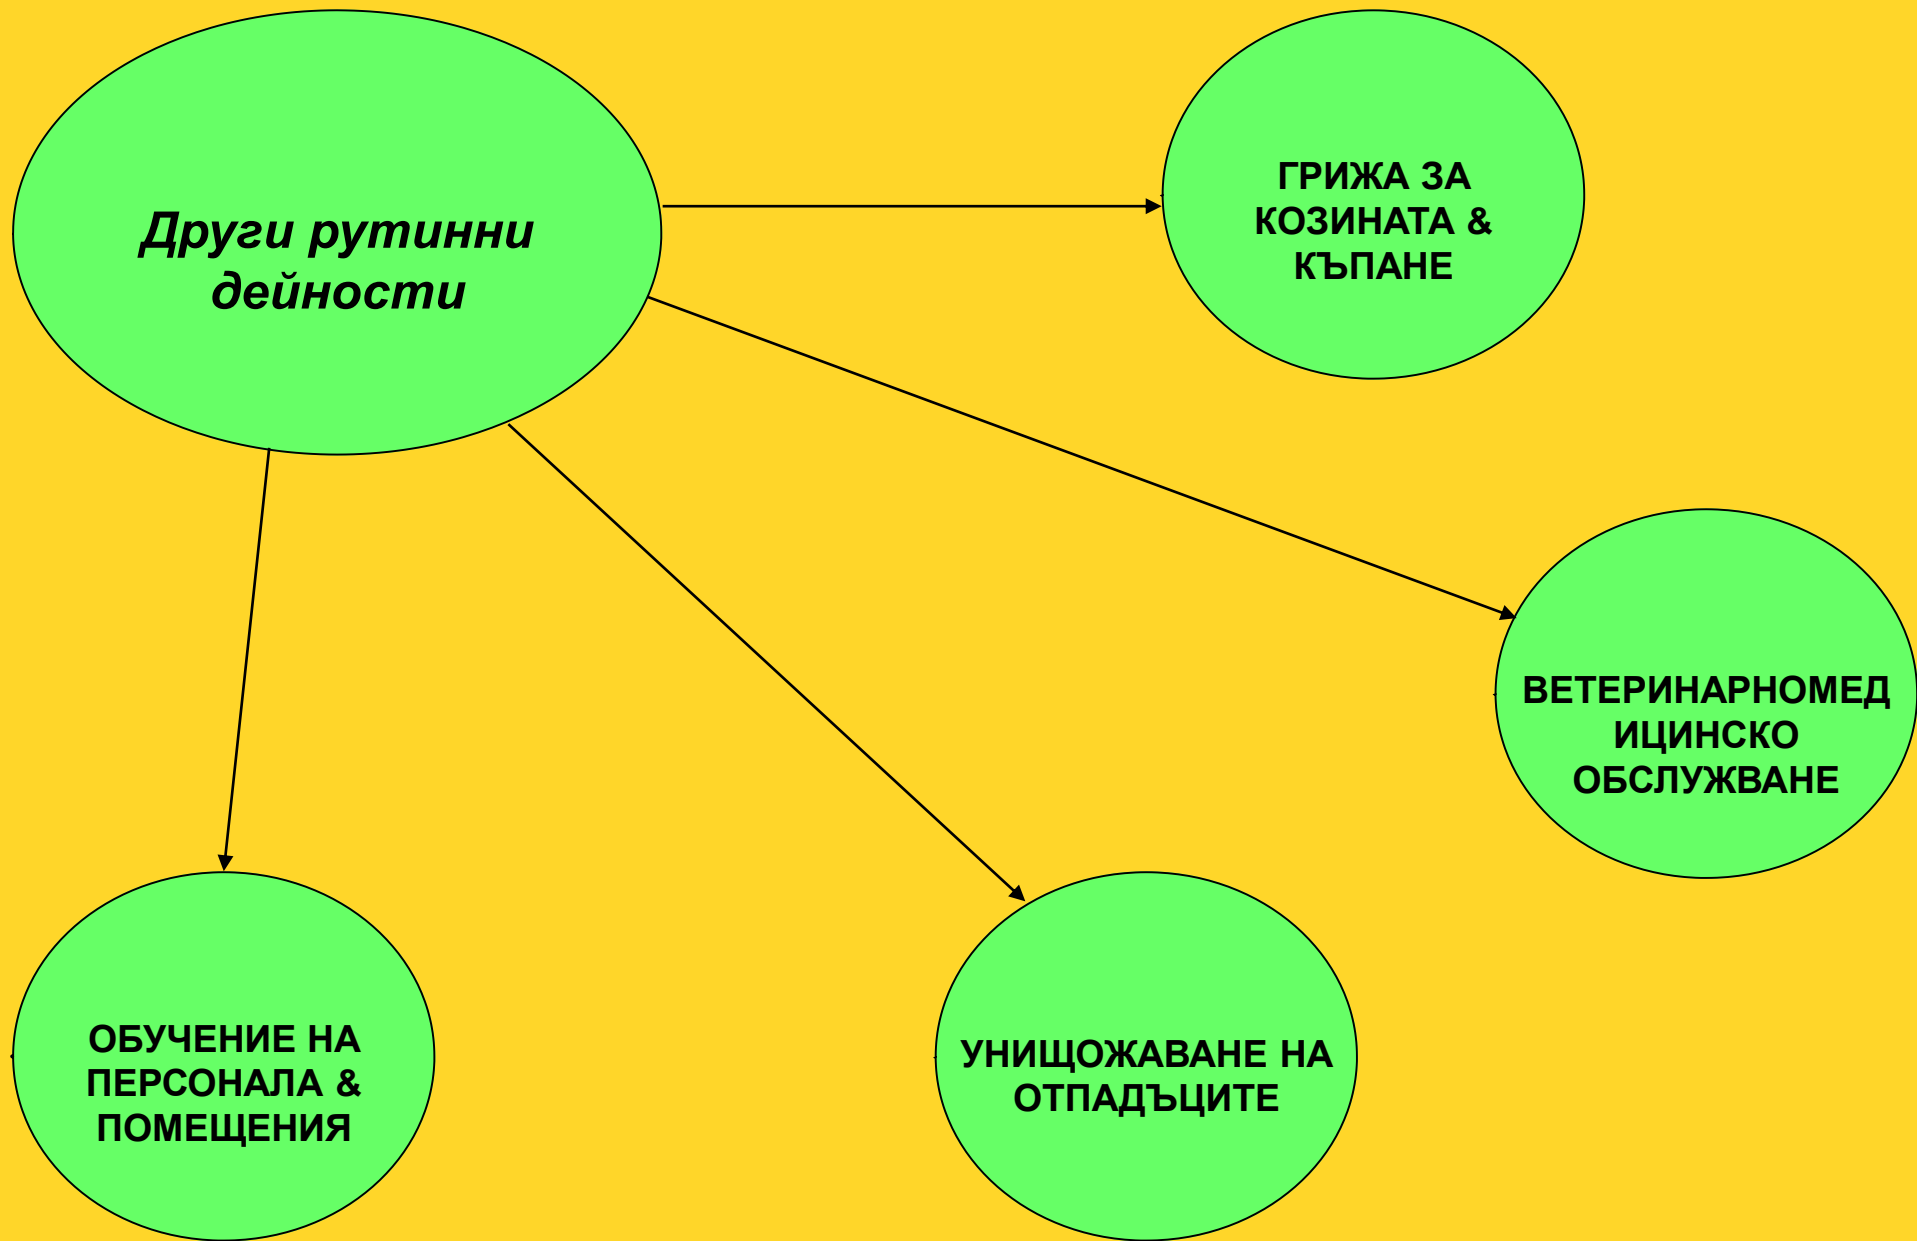 Други рутинни
дейности
ГРИЖА ЗА
КОЗИНАТА &
КЪПАНЕ
ВЕТЕРИНАРНОМЕД
ИЦИНСКО
ОБСЛУЖВАНЕ
ОБУЧЕНИЕ НА
ПЕРСОНАЛА &
ПОМЕЩЕНИЯ
УНИЩОЖАВАНЕ НА
ОТПАДЪЦИТЕ